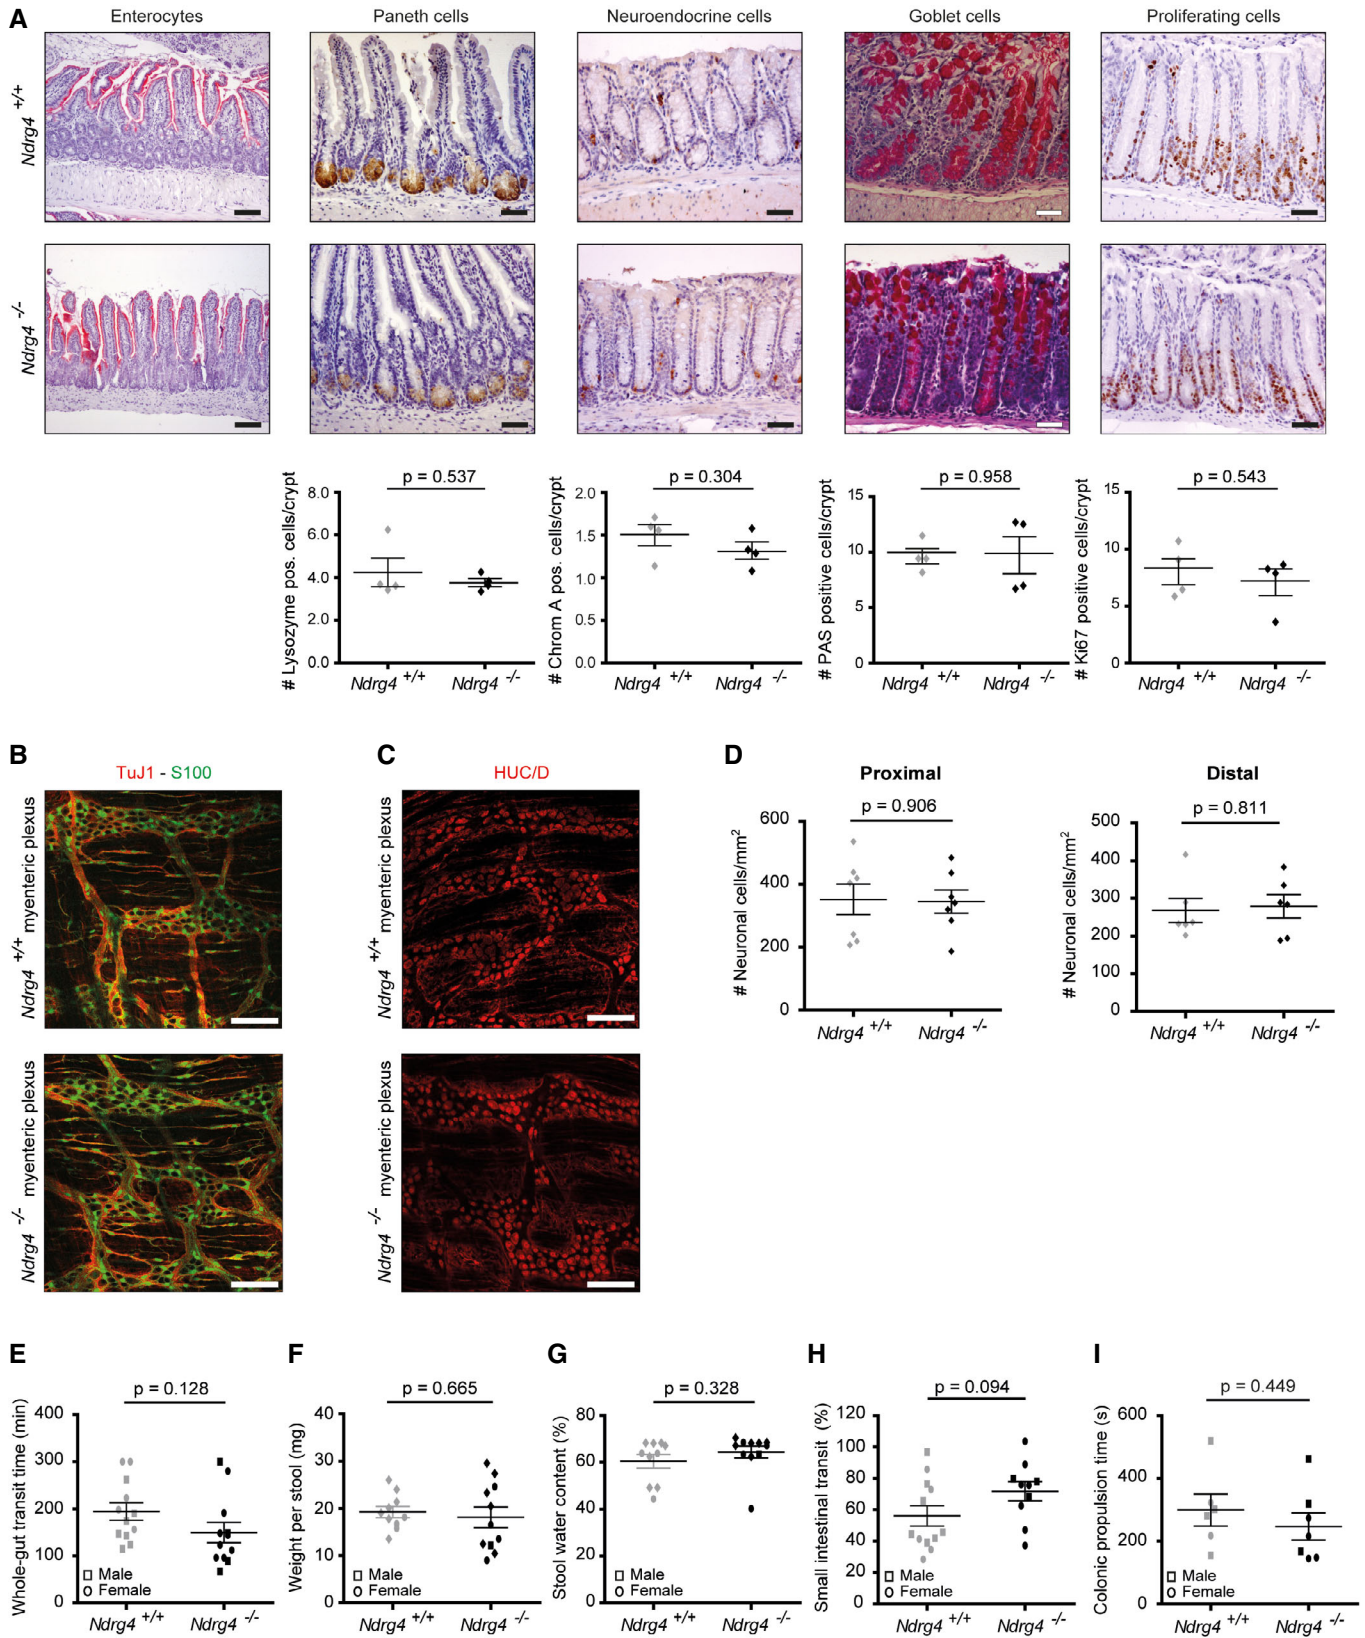 A
Enterocytes
Paneth cells
Neuroendocrine cells
Goblet cells
Proliferating cells
Ndrg4 +/+
Ndrg4 -/-
p = 0.537
# Lysozyme pos. cells/crypt
8.0
6.0
4.0
2.0
0.0
Ndrg4 +/+
Ndrg4 -/-
p = 0.304
# Chrom A pos. cells/crypt
2.0
1.5
1.0
0.5
0.0
Ndrg4 +/+
Ndrg4 -/-
p = 0.958
# PAS positive cells/crypt
15
10
5
0
Ndrg4 +/+
Ndrg4 -/-
p = 0.543
# Ki67 positive cells/crypt
15
10
5
0
Ndrg4 +/+
Ndrg4 -/-
B
TuJ1 - S100
Ndrg4 +/+ myenteric plexus
Ndrg4 -/- myenteric plexus
C
HUC/D
Ndrg4 +/+ myenteric plexus
Ndrg4 -/- myenteric plexus
D
Proximal
p = 0.906
# Neuronal cells/mm²
600
400
200
0
Ndrg4 +/+
Ndrg4 -/-
Distal
p = 0.811
# Neuronal cells/mm²
500
400
300
200
100
0
Ndrg4 +/+
Ndrg4 -/-
E
p = 0.128
Whole-gut transit time (min)
400
300
200
100
0
Male
Female
Ndrg4 +/+
Ndrg4 -/-
F
p = 0.665
Weight per stool (mg)
40
30
20
10
0
Male
Female
Ndrg4 +/+
Ndrg4 -/-
G
p = 0.328
Stool water content (%)
80
60
40
20
0
Male
Female
Ndrg4 +/+
Ndrg4 -/-
H
p = 0.094
Small intestinal transit (%)
120
100
80
60
40
20
0
Male
Female
Ndrg4 +/+
Ndrg4 -/-
I
p = 0.449
Colonic propulsion time (s)
600
400
200
0
Male
Female
Ndrg4 +/+
Ndrg4 -/-